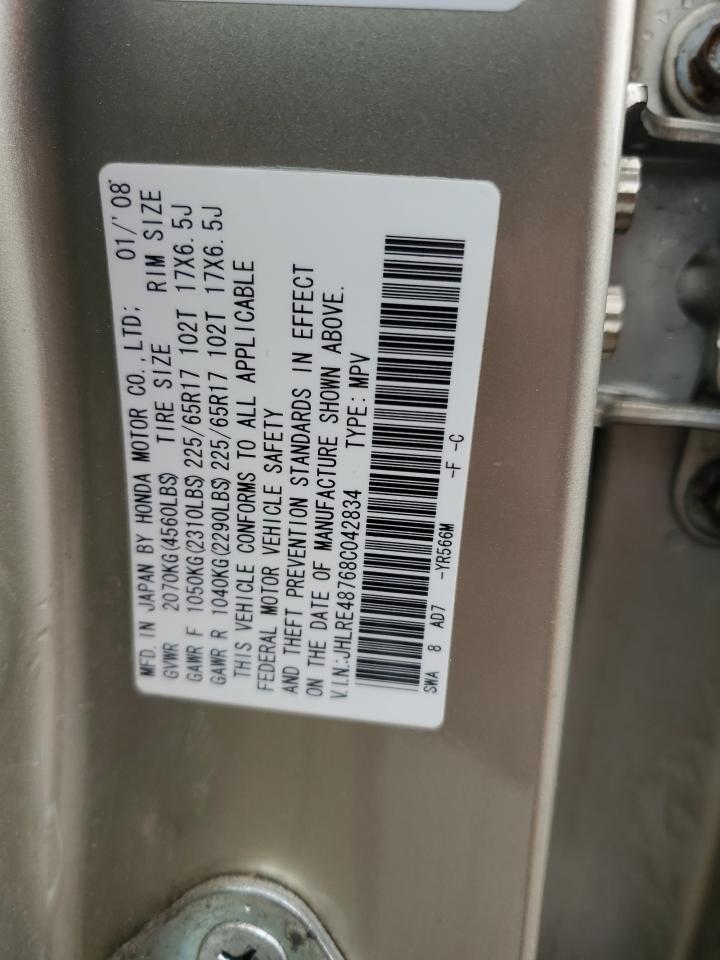 MFD. IN JAPAN BY HONDA MOTOR CO., LTD; 01/'08
GVWR 2070KG(4560LBS) TIRE SIZE RIM SIZE
GAWR F 1050KG(2310LBS) 225/65R17 102T 17X6.5J
GAWR R 1040KG(2290LBS) 225/65R17 102T 17X6.5J
THIS VEHICLE CONFORMS TO ALL APPLICABLE
FEDERAL MOTOR VEHICLE SAFETY
AND THEFT PREVENTION STANDARDS IN EFFECT
ON THE DATE OF MANUFACTURE SHOWN ABOVE.
V.I.N.:JHLRE48768C042834 TYPE: MPV
SWA 8 AD7 -YR566M -F -C